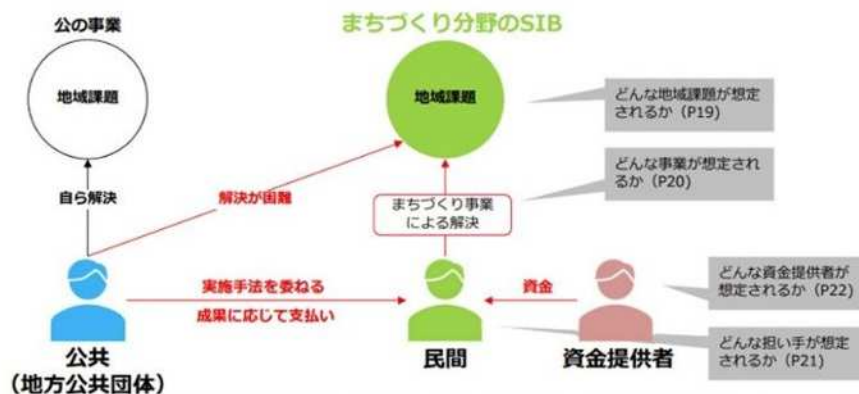 公の事業
まちづくり分野のSIB
地域課題
地域課題
どんな地域課題が想定
されるか（P19)
どんな事業が想定され
るか（P20）
自ら解決
解決が困難
まちづくり事業
による解決
どんな資金提供者が
想定されるか（P22）
実施手法を委ねる
成果に応じて支払い
資金
どんな担い手が想定
されるか（P21）
公共
（地方公共団体）
民間
資金提供者